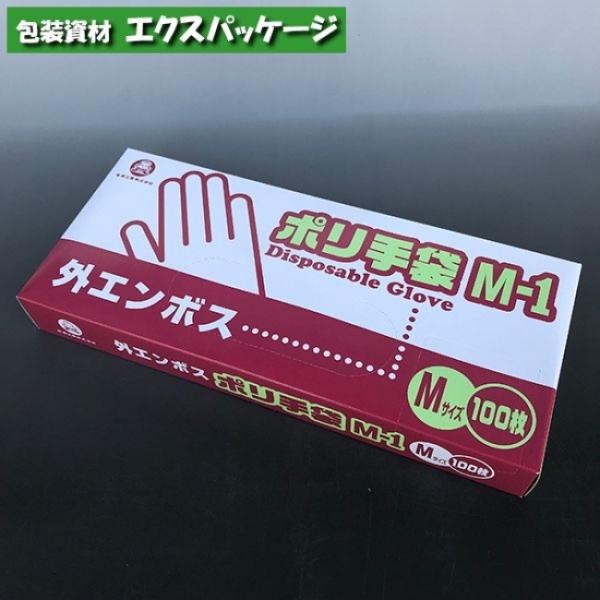 包装資材 エクスパッケージ
ポリ手袋 M-1
Disposable Glove
外エンボス
Mサイズ 100枚
外エンボス ポリ手袋 M-1 Mサイズ 100枚